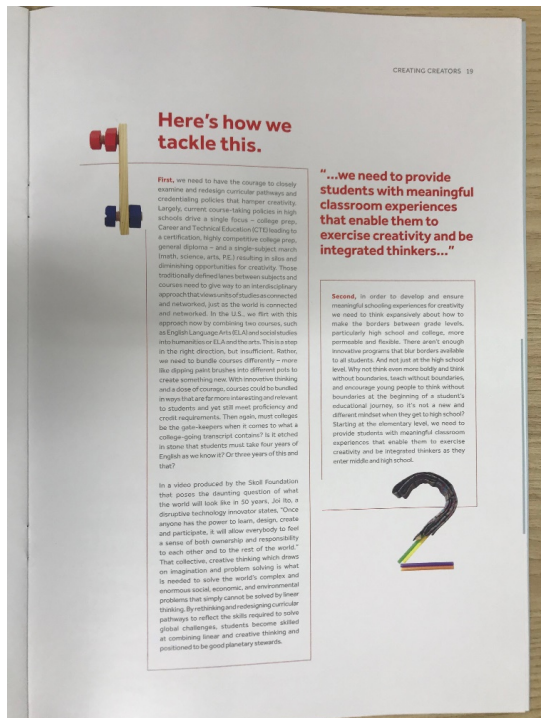 CREATING CREATORS 19
Here's how we
tackle this.
First, we need to have the courage to closely
examine and redesign curricular pathways and
credentialing policies that hamper creativity.
Largely, current course-taking policies in high
schools drive a single focus – college prep,
Career and Technical Education (CTE) leading to
a certification, highly competitive college prep,
general diploma – and a single-subject march
(math, science, arts, P.E.) resulting in silos and
diminishing opportunities for creativity. Those
traditionally defined lanes between subjects and
courses need to give way to an interdisciplinary
approach that views units of studies as connected
and networked, just as the world is connected
and networked. In the U.S., we flirt with this
approach now by combining two courses, such
as English Language Arts (ELA) and social studies
into humanities or ELA and the arts. This is a step
in the right direction, but insufficient. Rather,
we need to bundle courses differently – more
like dipping paint brushes into different pots to
create something new. With innovative thinking
and a dose of courage, courses could be bundled
in ways that are far more interesting and relevant
to students and yet still meet proficiency and
credit requirements. Then again, must colleges
be the gate-keepers when it comes to what a
college-going transcript contains? Is it etched
in stone that students must take four years of
English as we know it? Or three years of this and
that?
In a video produced by the Skoll Foundation
that poses the daunting question of what
the world will look like in 50 years, Joi Ito, a
disruptive technology innovator states, "Once
anyone has the power to learn, design, create
and participate, it will allow everybody to feel
a sense of both ownership and responsibility
to each other and to the rest of the world."
That collective, creative thinking which draws
on imagination and problem solving is what
is needed to solve the world's complex and
enormous social, economic, and environmental
problems that simply cannot be solved by linear
thinking. By rethinking and redesigning curricular
pathways to reflect the skills required to solve
global challenges, students become skilled
at combining linear and creative thinking and
positioned to be good planetary stewards.
"...we need to provide
students with meaningful
classroom experiences
that enable them to
exercise creativity and be
integrated thinkers..."
Second, in order to develop and ensure
meaningful schooling experiences for creativity
we need to think expansively about how to
make the borders between grade levels,
particularly high school and college, more
permeable and flexible. There aren't enough
innovative programs that blur borders available
to all students. And not just at the high school
level. Why not think even more boldly and think
without boundaries, teach without boundaries,
and encourage young people to think without
boundaries at the beginning of a student's
educational journey, so it's not a new and
different mindset when they get to high school?
Starting at the elementary level, we need to
provide students with meaningful classroom
experiences that enable them to exercise
creativity and be integrated thinkers as they
enter middle and high school.
2